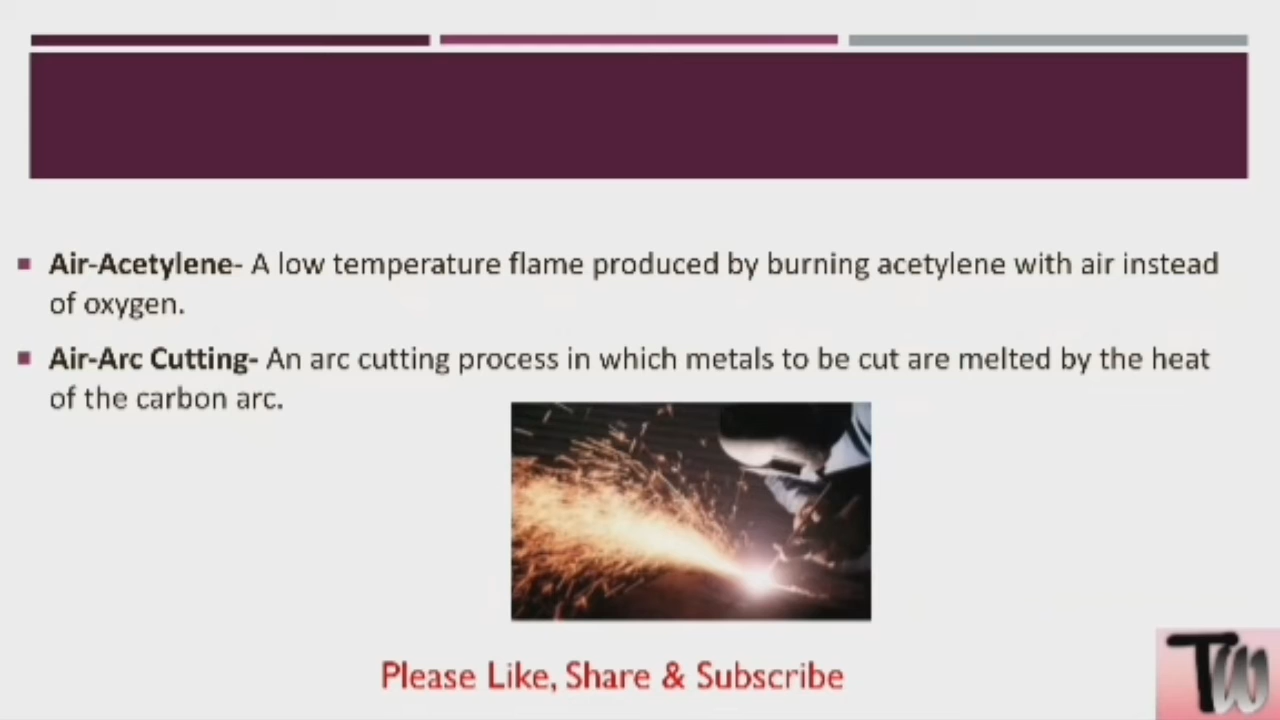 Air-Acetylene- A low temperature flame produced by burning acetylene with air instead
of oxygen.
Air-Arc Cutting- An arc cutting process in which metals to be cut are melted by the heat
of the carbon arc.
Please Like, Share & Subscribe
TW